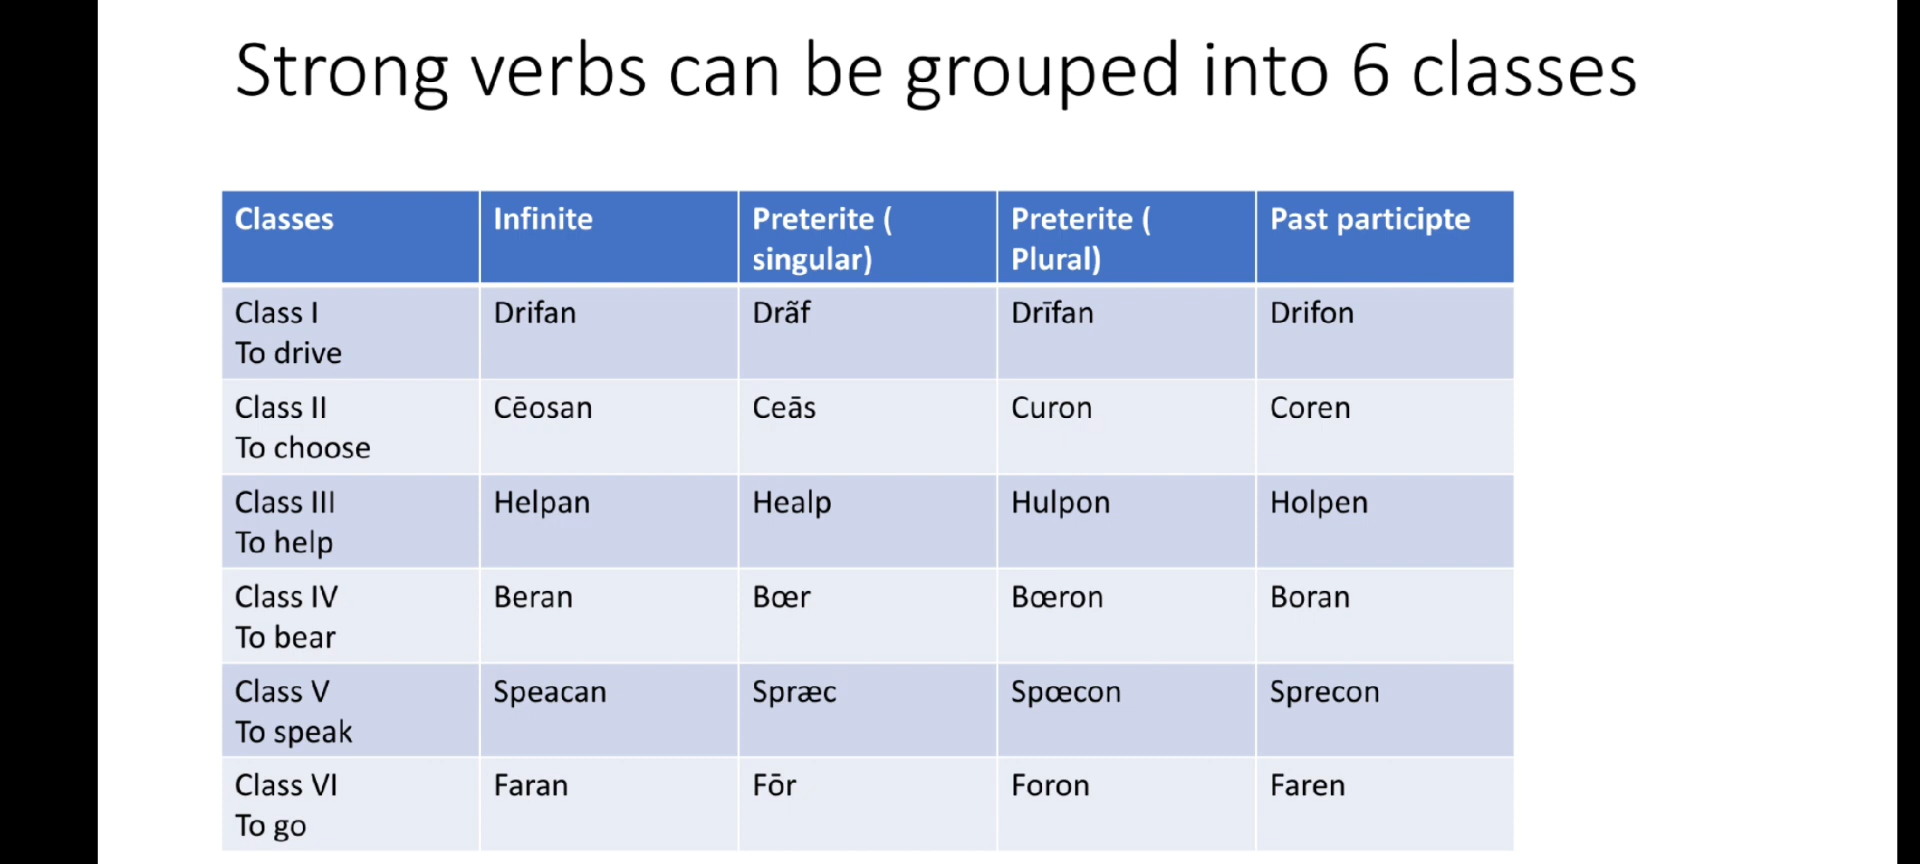 Strong verbs can be grouped into 6 classes
Classes Infinite Preterite ( Preterite ( Past participte
singular) Plural)
Class I Drifan Drãf Drīfan Drifon
To drive
Class II Cēosan Ceās Curon Coren
To choose
Class III Helpan Healp Hulpon Holpen
To help
Class IV Beran Bœr Bœron Boran
To bear
Class V Speacan Spræc Spœcon Sprecon
To speak
Class VI Faran Fōr Foron Faren
To go